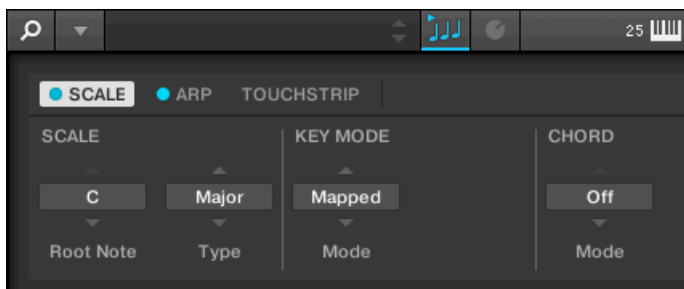 25
SCALE ARP TOUCHSTRIP
SCALE KEY MODE CHORD
C Major Mapped Off
Root Note Type Mode Mode